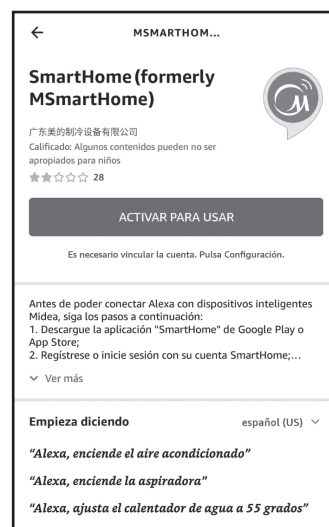 MSMARTHOM...
SmartHome (formerly
MSmartHome)
广东美的制冷设备有限公司
Calificado: Algunos contenidos pueden no ser
apropiados para niños
28
ACTIVAR PARA USAR
Es necesario vincular la cuenta. Pulsa Configuración.
Antes de poder conectar Alexa con dispositivos inteligentes
Midea, siga los pasos a continuación:
1. Descargue la aplicación "SmartHome" de Google Play o
App Store;
2. Regístrese o inicie sesión con su cuenta SmartHome;...
Ver más
Empieza diciendo español (US)
“Alexa, enciende el aire acondicionado”
“Alexa, enciende la aspiradora”
“Alexa, ajusta el calentador de agua a 55 grados”